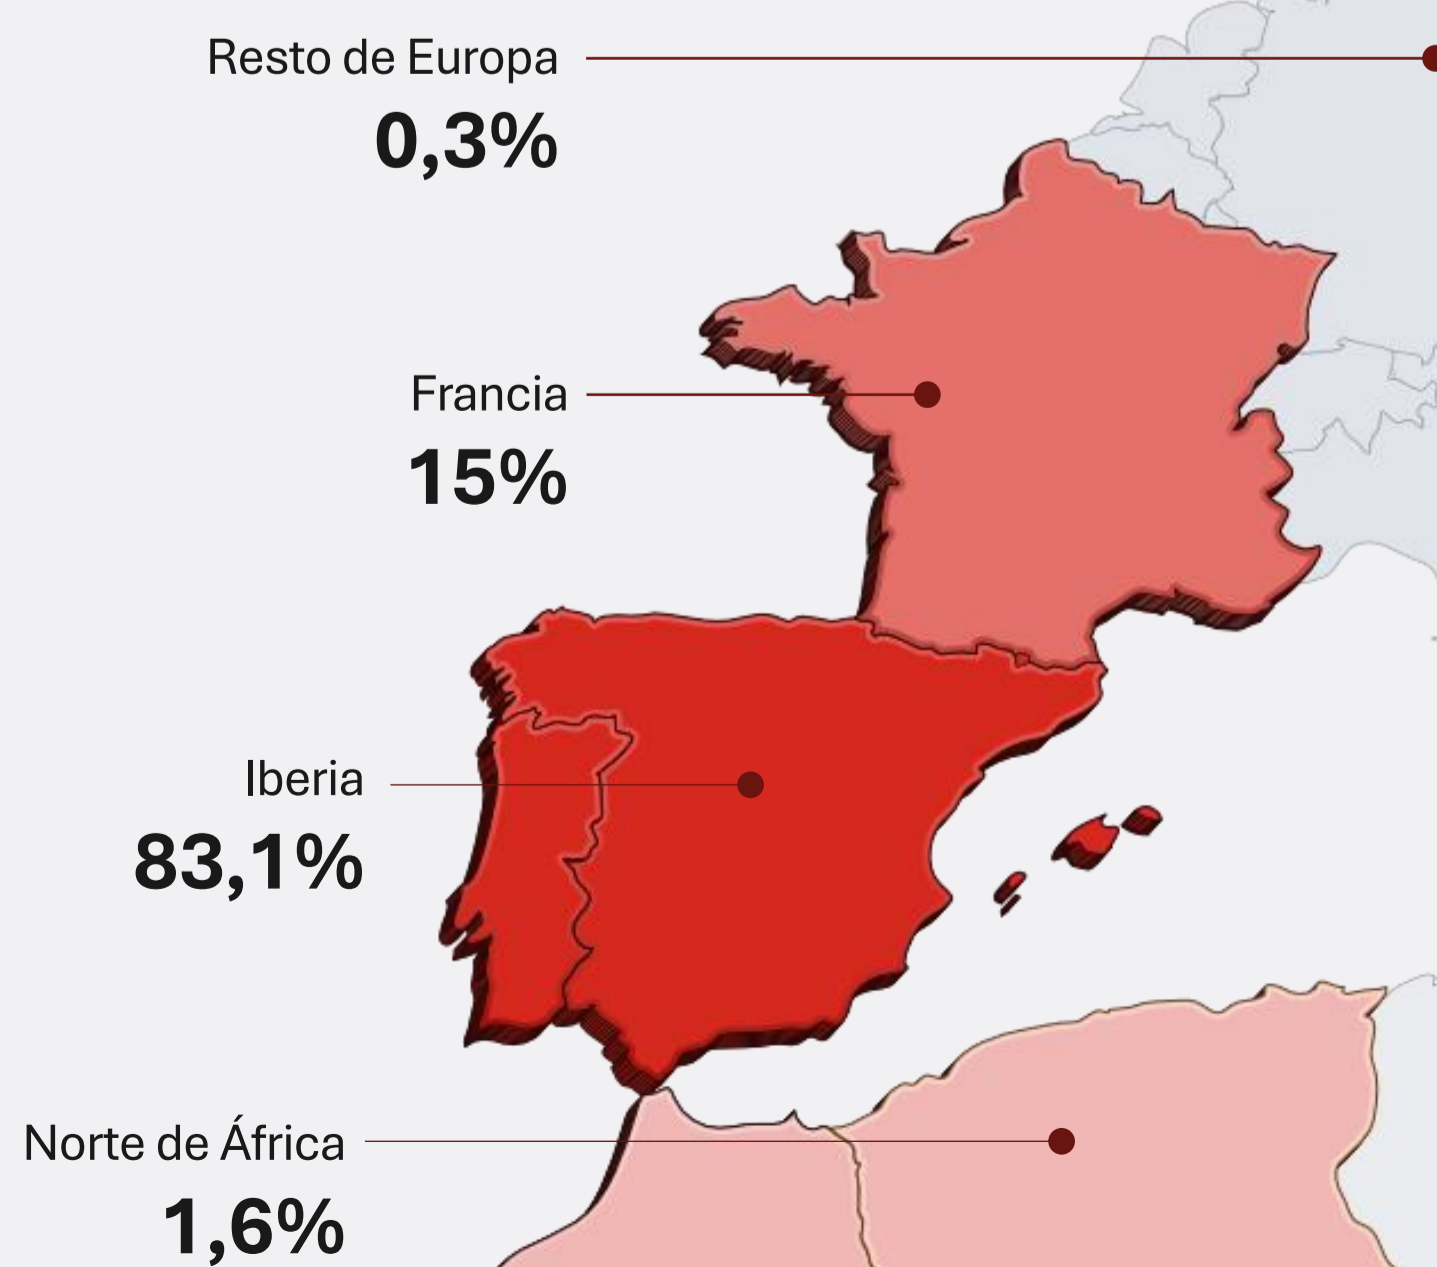 Resto de Europa
0,3%
Francia
15%
Iberia
83,1%
Norte de África
1,6%